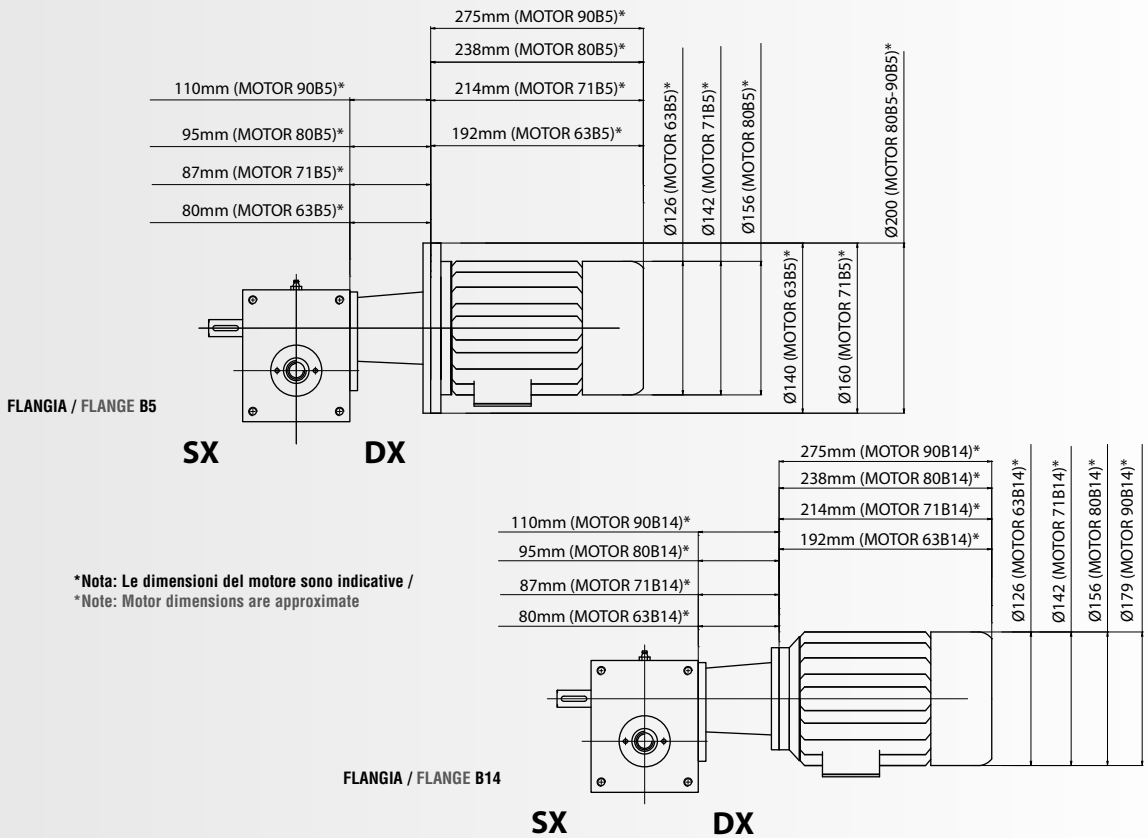 275mm (MOTOR 90B5)*
238mm (MOTOR 80B5)*
110mm (MOTOR 90B5)*
214mm (MOTOR 71B5)*
95mm (MOTOR 80B5)*
192mm (MOTOR 63B5)*
87mm (MOTOR 71B5)*
80mm (MOTOR 63B5)*
Ø126 (MOTOR 63B5)*
Ø142 (MOTOR 71B5)*
Ø156 (MOTOR 80B5)*
Ø140 (MOTOR 63B5)*
Ø160 (MOTOR 71B5)*
Ø200 (MOTOR 80B5-90B5)*
FLANGIA / FLANGE B5
SX
DX
275mm (MOTOR 90B14)*
238mm (MOTOR 80B14)*
110mm (MOTOR 90B14)*
214mm (MOTOR 71B14)*
95mm (MOTOR 80B14)*
192mm (MOTOR 63B14)*
87mm (MOTOR 71B14)*
80mm (MOTOR 63B14)*
Ø126 (MOTOR 63B14)*
Ø142 (MOTOR 71B14)*
Ø156 (MOTOR 80B14)*
Ø179 (MOTOR 90B14)*
*Nota: Le dimensioni del motore sono indicative /
*Note: Motor dimensions are approximate
FLANGIA / FLANGE B14
SX
DX